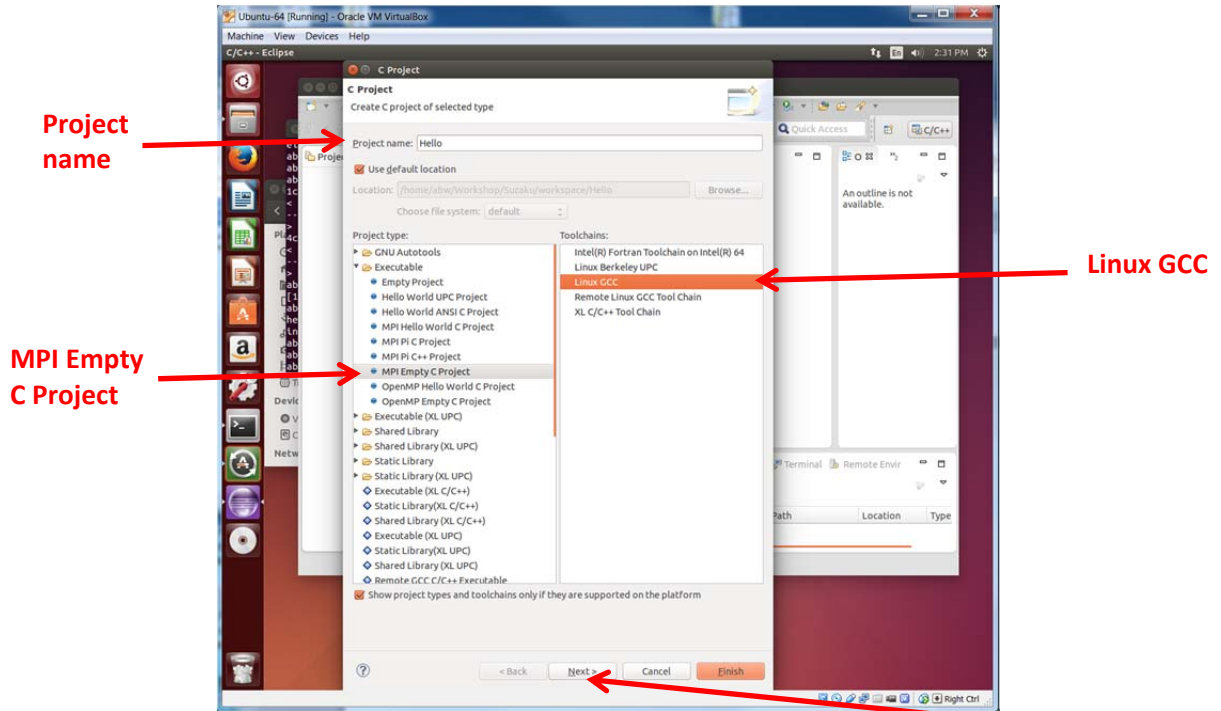 Ubuntu-64 [Running] - Oracle VM VirtualBox
Machine View Devices Help
C/C++ - Eclipse
En
2:31 PM
C Project
C Project
Create C project of selected type
Quick Access
C/C++
Project name
Project name: Hello
Use default location
Location: /home/abw/Workshop/Suzaku/workspace/Hello Browse...
Choose file system: default
An outline is not available.
Project type:
Toolchains:
GNU Autotools
Executable
Empty Project
Hello World UPC Project
Hello World ANSI C Project
MPI Hello World C Project
MPI Pi C Project
MPI Pi C++ Project
MPI Empty C Project
OpenMP Hello World C Project
OpenMP Empty C Project
Executable (XL UPC)
Shared Library
Shared Library (XL UPC)
Static Library
Static Library (XL UPC)
Executable (XL C/C++)
Static Library(XL C/C++)
Shared Library (XL C/C++)
Executable (XL UPC)
Static Library(XL UPC)
Shared Library (XL UPC)
Remote GCC C/C++ Executable
Intel(R) Fortran Toolchain on Intel(R) 64
Linux Berkeley UPC
Linux GCC
Remote Linux GCC Tool Chain
XL C/C++ Tool Chain
Linux GCC
MPI Empty
C Project
Terminal Remote Envir
Path Location Type
Show project types and toolchains only if they are supported on the platform
< Back Next > Cancel Finish
Right Ctrl